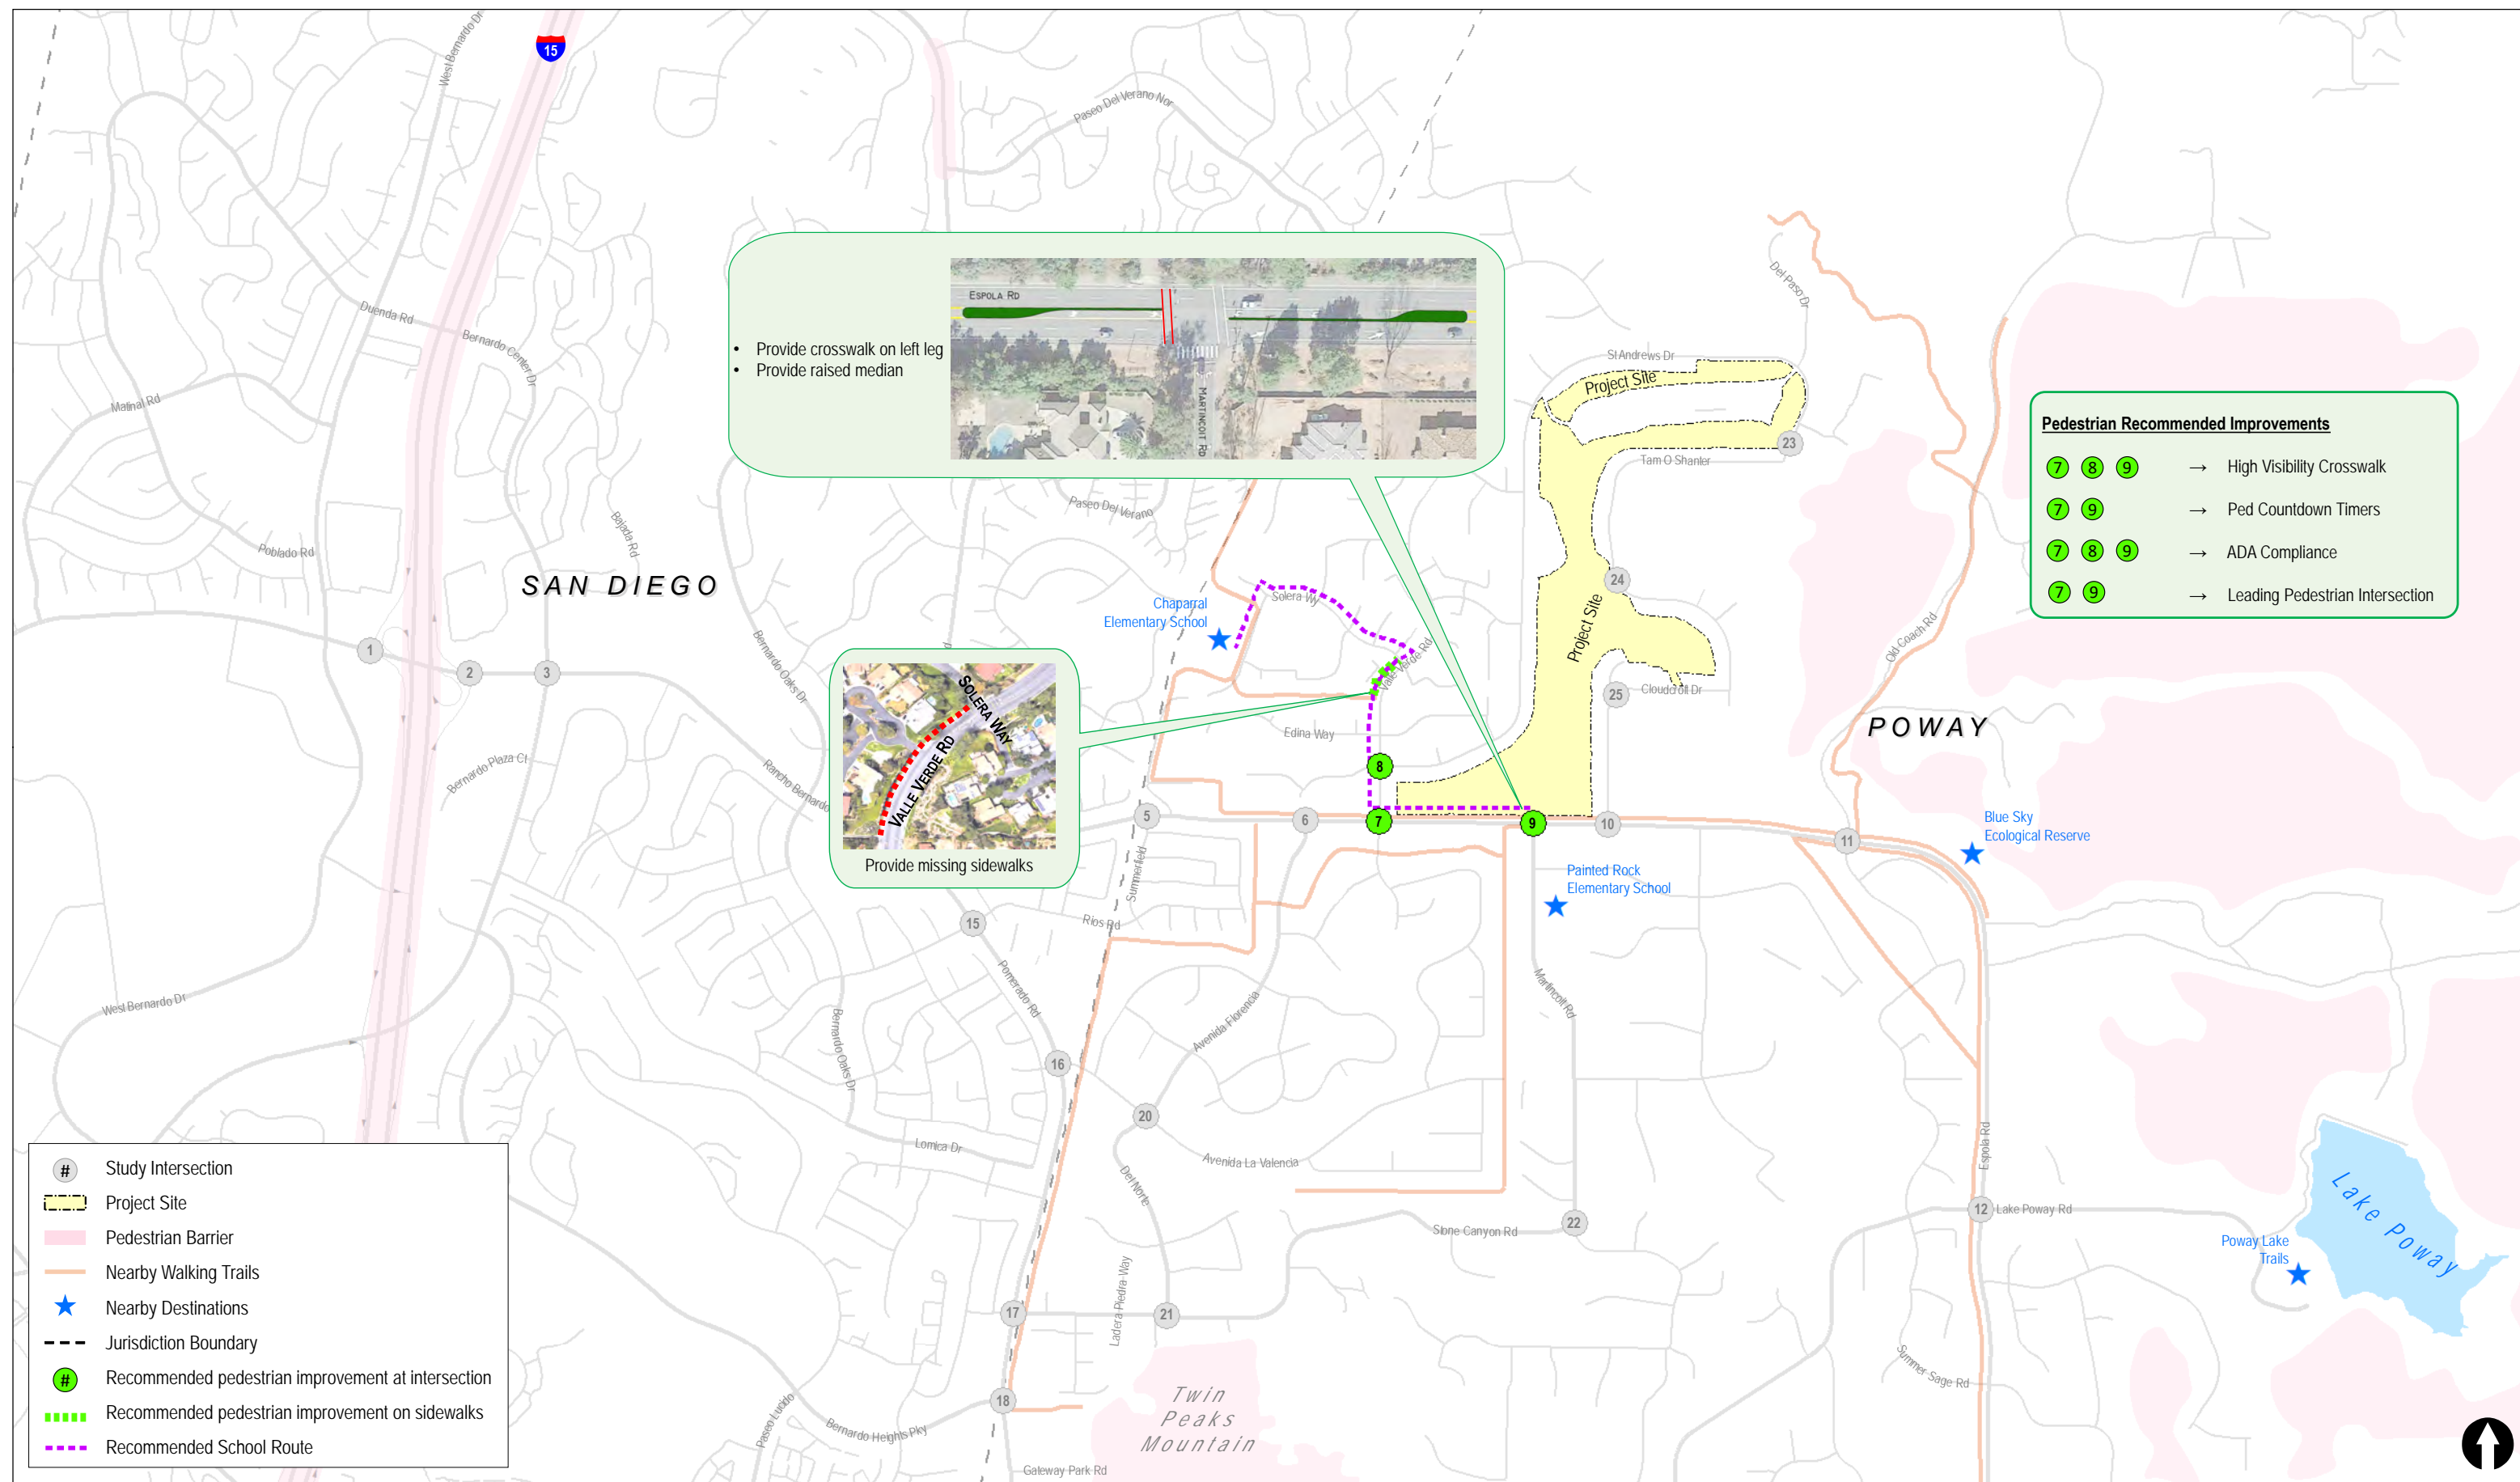 West Bernardo Dr
15
Paseo Del Verano Nor
Duenda Rd
Bernardo Center Dr
Matinal Rd
Poblado Rd
Bajada Rd
SAN DIEGO
ESPOLA RD
• Provide crosswalk on left leg
• Provide raised median
MARTINCOIT RD
Del Paso Dr
St Andrews Dr
Project Site
23
Tam O Shanter
Pedestrian Recommended Improvements
7 8 9 → High Visibility Crosswalk
7 9 → Ped Countdown Timers
7 8 9 → ADA Compliance
7 9 → Leading Pedestrian Intersection
Paseo Del Verano
24
Chaparral
Elementary School
Solera Wy
Project Site
Old Coach Rd
Valle Verde Rd
1
2
3
Bernardo Oaks Dr
25
Cloudcroft Dr
Edina Way
POWAY
SOLERA WAY
VALLE VERDE RD
Provide missing sidewalks
Bernardo Plaza Ct
Rancho Bernardo
8
5
6
7
9
10
11
Blue Sky
Ecological Reserve
Summerfield
Painted Rock
Elementary School
15
Rios Rd
Pomerado Rd
Martincoit Rd
West Bernardo Dr
Avenida Florencia
Bernardo Oaks Dr
16
20
Lomica Dr
Avenida La Valencia
Del Norte
Espola Rd
12
Lake Poway Rd
Lake Poway
22
Stone Canyon Rd
Poway Lake
Trails
Ladera Piedra Way
17
21
Summer Sage Rd
18
Twin
Peaks
Mountain
Paseo Lucido
Bernardo Heights Pky
Gateway Park Rd
# Study Intersection
Project Site
Pedestrian Barrier
Nearby Walking Trails
Nearby Destinations
Jurisdiction Boundary
# Recommended pedestrian improvement at intersection
Recommended pedestrian improvement on sidewalks
Recommended School Route